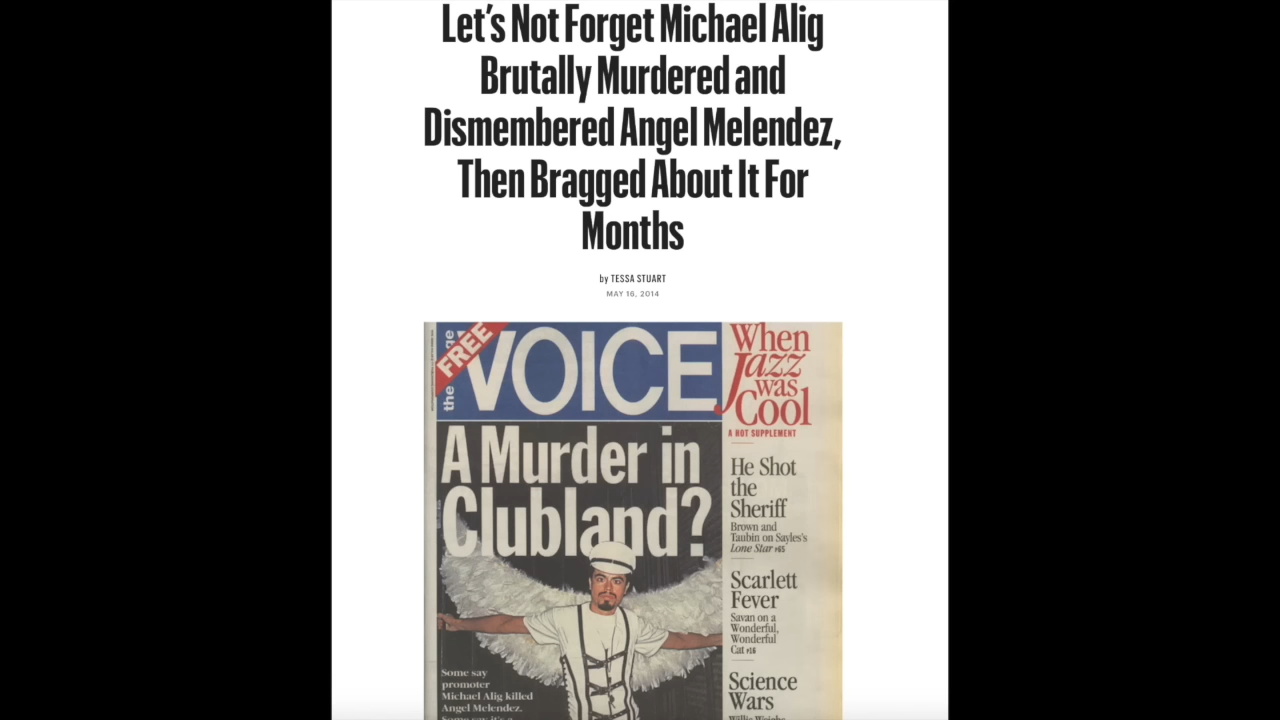 Let's Not Forget Michael Alig
Brutally Murdered and
Dismembered Angel Melendez,
Then Bragged About It For
Months
by TESSA STUART
MAY 16, 2014
FREE
the
VOICE
A Murder in
Clubland?
Some say
promoter
Michael Alig killed
Angel Melendez.
When
Jazz
was
Cool
A HOT SUPPLEMENT
He Shot
the
Sheriff
Brown and
Taubin on Sayles's
Lone Star
Scarlett
Fever
Savan on a
Wonderful,
Wonderful
Cat
Science
Wars